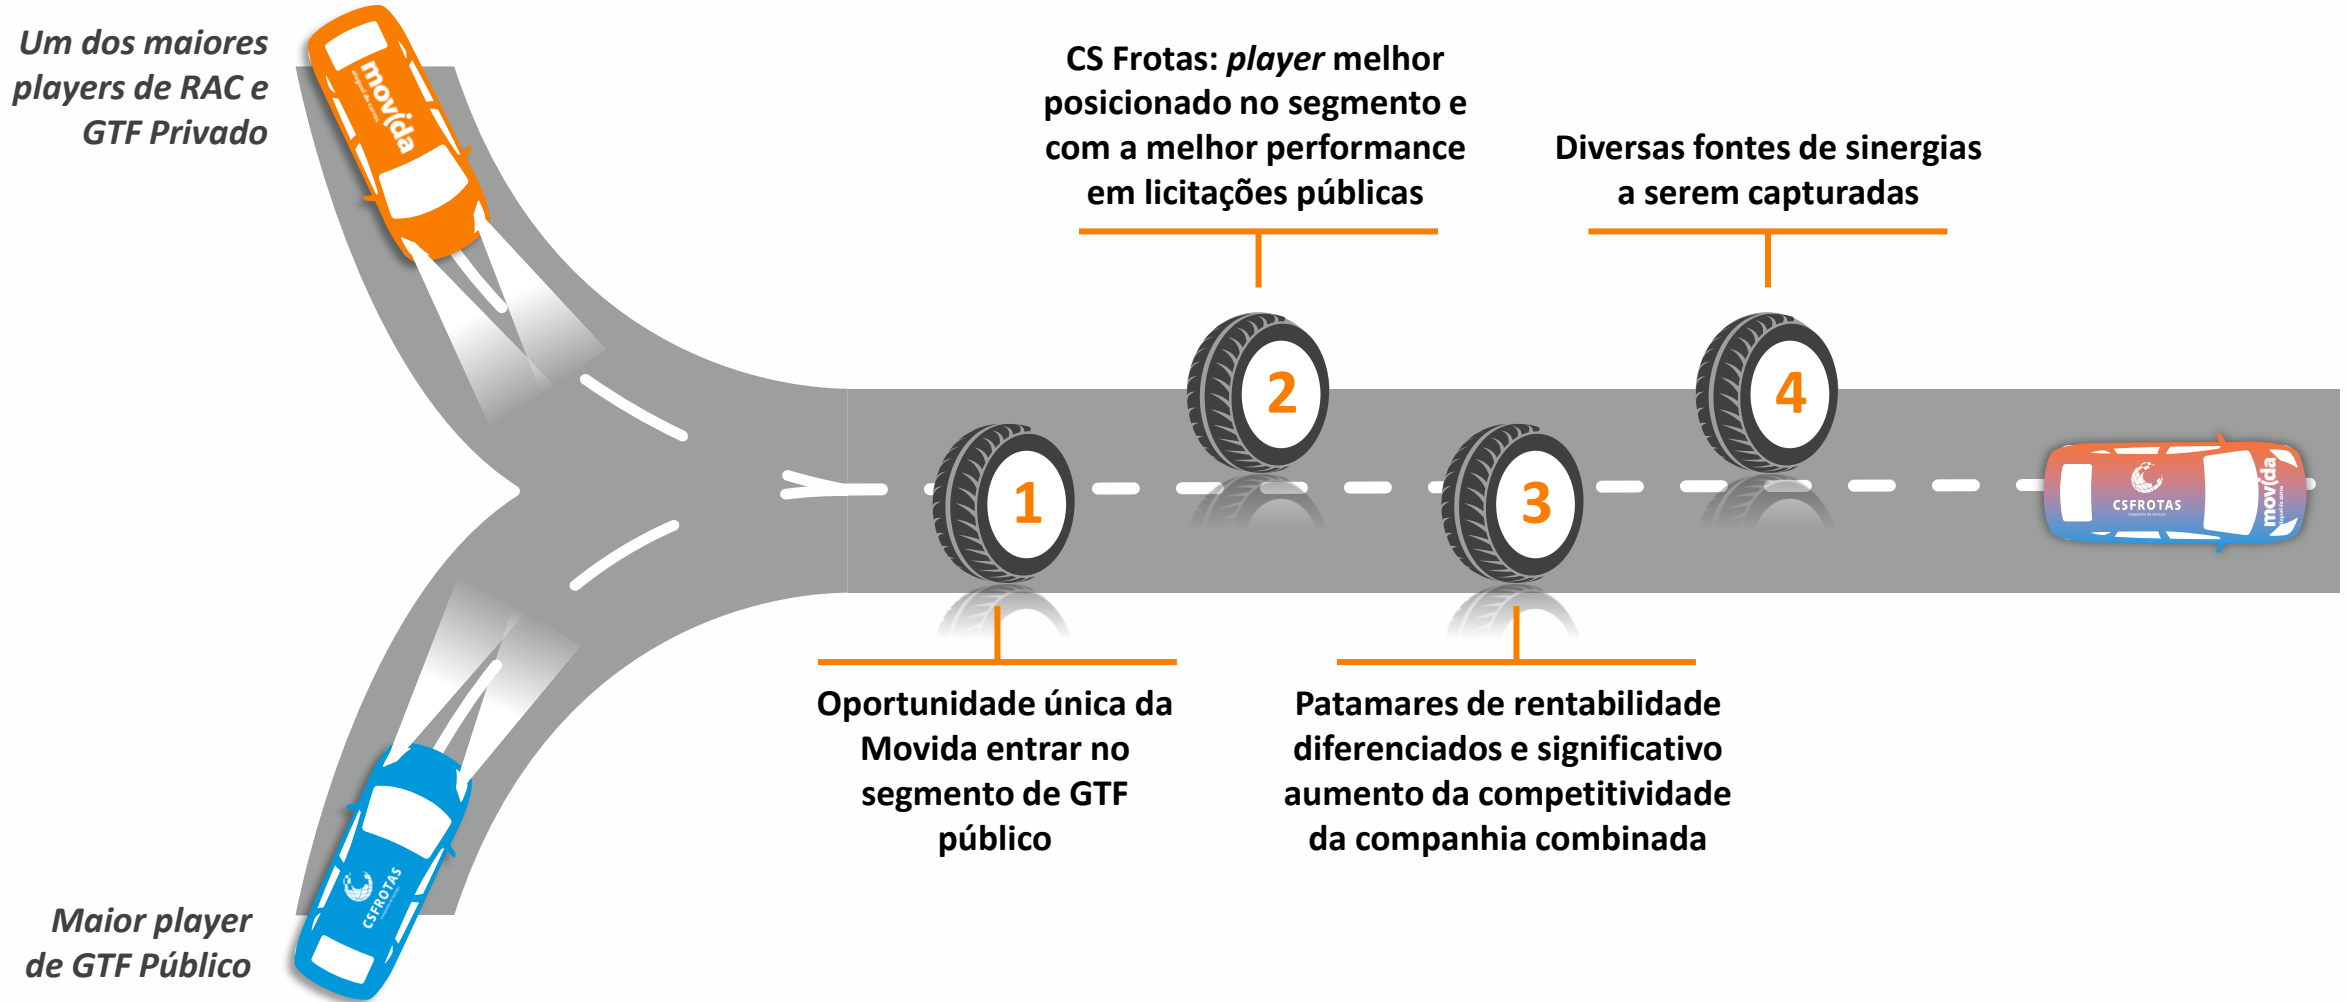 Um dos maiores
players de RAC e
GTF Privado
movida
aluguel de carros
CS Frotas: player melhor
posicionado no segmento e
com a melhor performance
em licitações públicas
Diversas fontes de sinergias
a serem capturadas
2
4
1
3
CSFROTAS
movida
Oportunidade única da
Movida entrar no
segmento de GTF
público
Patamares de rentabilidade
diferenciados e significativo
aumento da competitividade
da companhia combinada
CSFROTAS
Maior player
de GTF Público